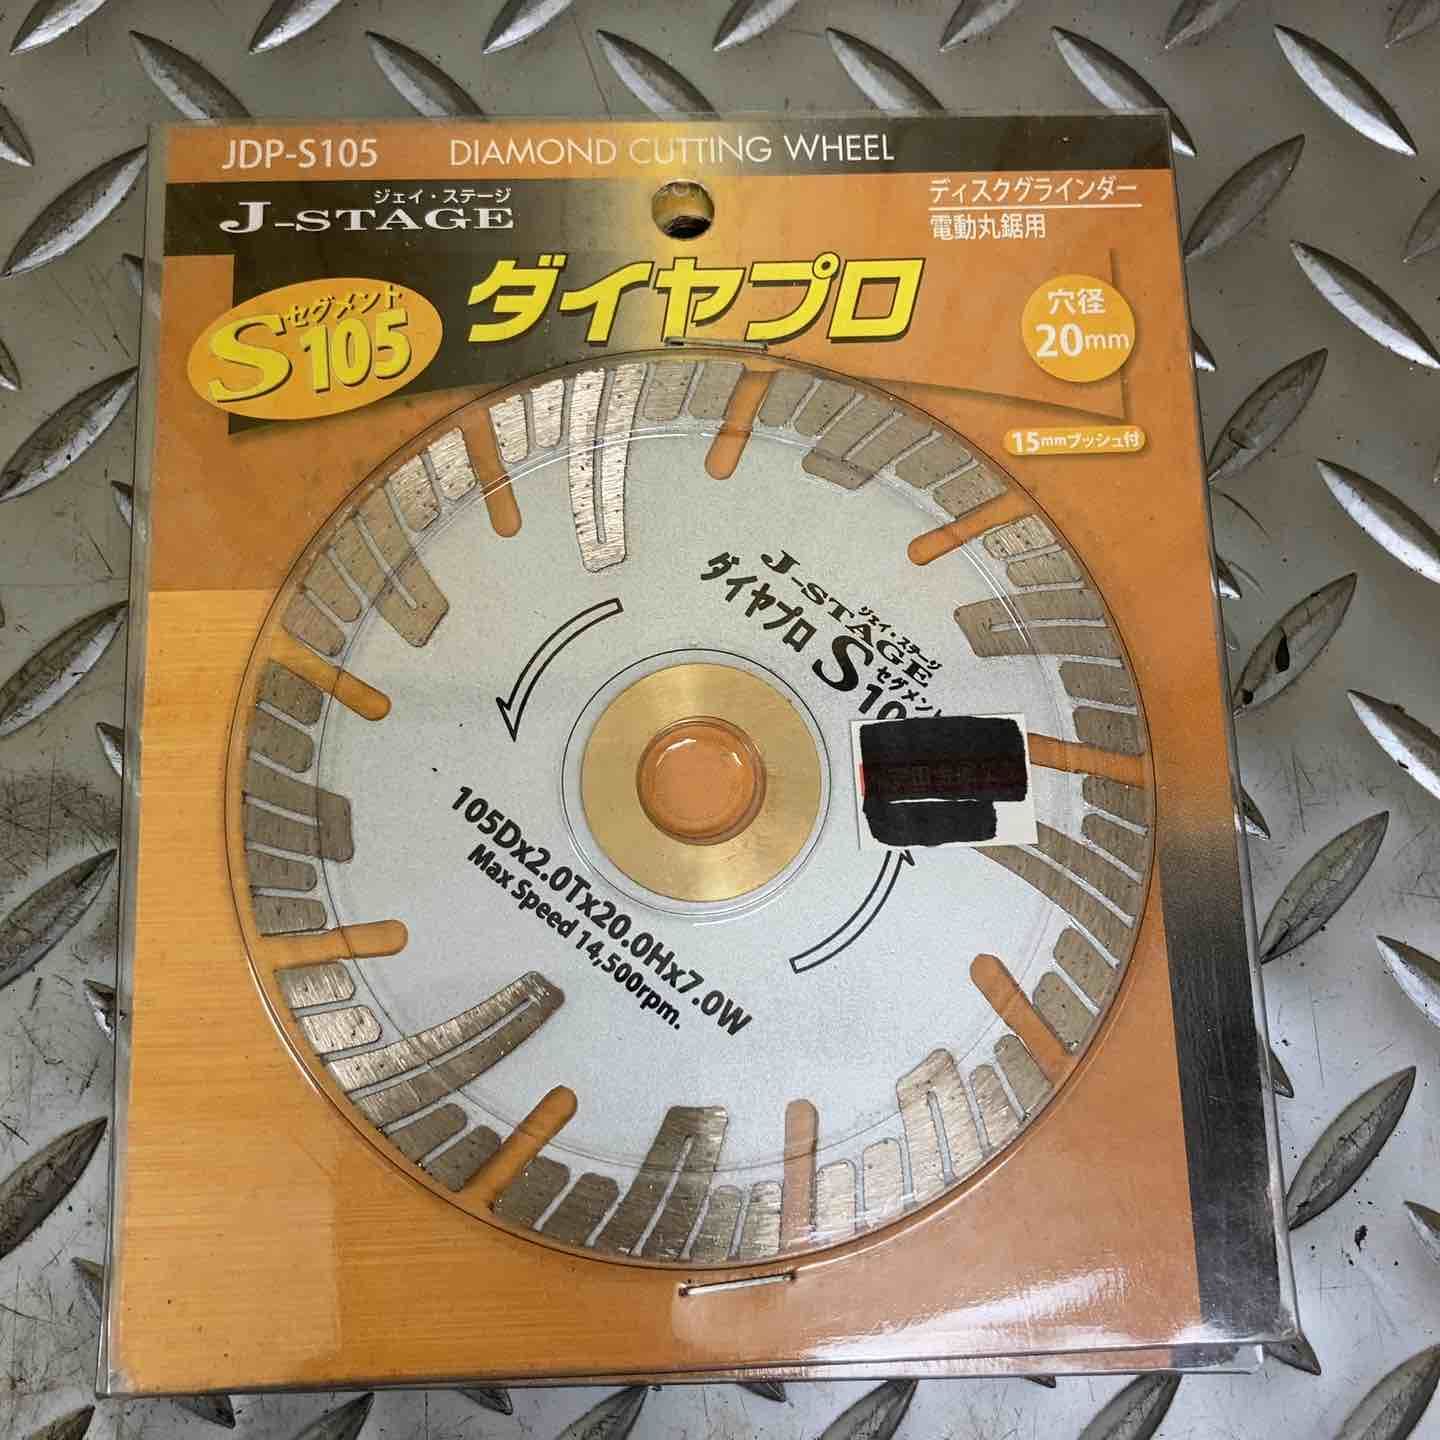 JDP-S105 DIAMOND CUTTING WHEEL
ジェイ・ステージ
J-STAGE
ディスクグラインダー
電動丸鋸用
ダイヤプロ
セグメント
S105
穴径
20mm
15mmブッシュ付
J-STAGE
ジェイ・ステージ
ダイヤプロ S
セグメント
10
105Dx2.0Tx20.0Hx7.0W
Max Speed 14,500rpm.